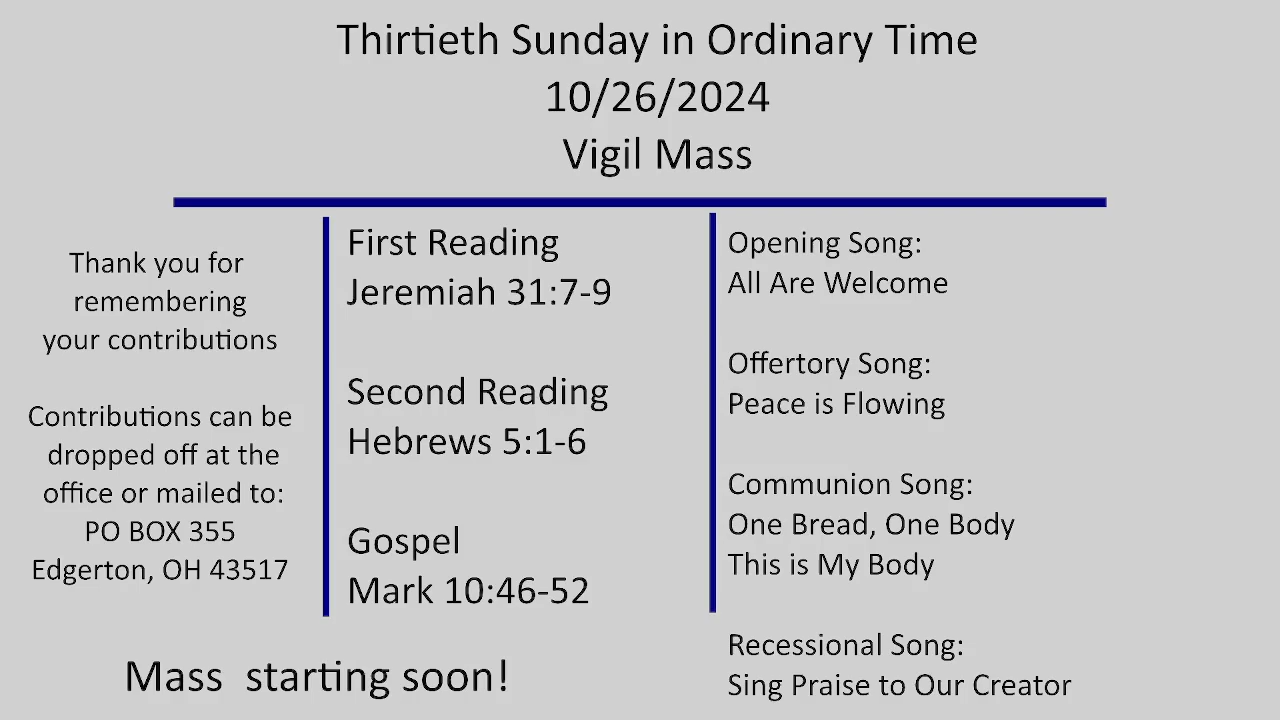 Thirtieth Sunday in Ordinary Time
10/26/2024
Vigil Mass
Thank you for
remembering
your contributions
Contributions can be
dropped off at the
office or mailed to:
PO BOX 355
Edgerton, OH 43517
First Reading
Jeremiah 31:7-9
Second Reading
Hebrews 5:1-6
Gospel
Mark 10:46-52
Opening Song:
All Are Welcome
Offertory Song:
Peace is Flowing
Communion Song:
One Bread, One Body
This is My Body
Recessional Song:
Sing Praise to Our Creator
Mass  starting soon!